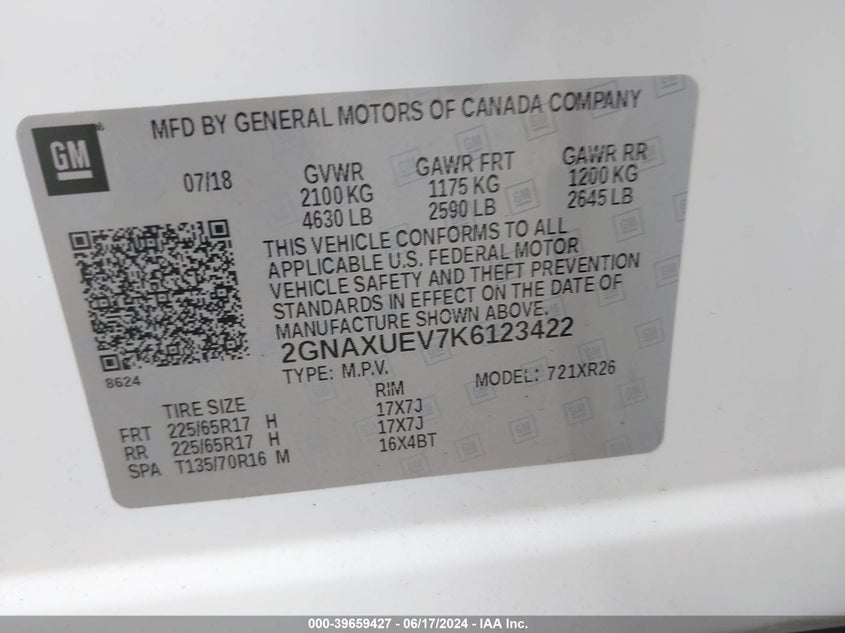 GM
MFD BY GENERAL MOTORS OF CANADA COMPANY
07/18
GVWR
2100 KG
4630 LB
GAWR FRT
1175 KG
2590 LB
GAWR RR
1200 KG
2645 LB
THIS VEHICLE CONFORMS TO ALL
APPLICABLE U.S. FEDERAL MOTOR
VEHICLE SAFETY AND THEFT PREVENTION
STANDARDS IN EFFECT ON THE DATE OF
MANUFACTURE SHOWN ABOVE.
2GNAXUEV7K6123422
8624
TYPE: M.P.V. MODEL: 721XR26
TIRE SIZE RIM
FRT 225/65R17 H 17X7J
RR 225/65R17 H 17X7J
SPA T135/70R16 M 16X4BT
000-39659427 - 06/17/2024 - IAA Inc.